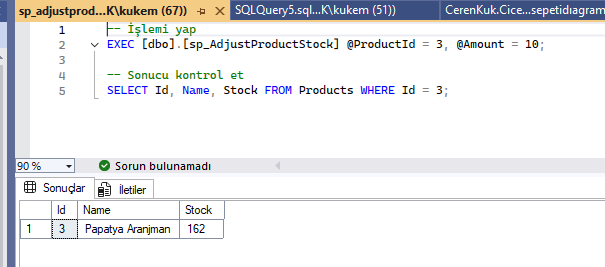 sp_adjustprod...K\kukem (67))
SQLQuery5.sql...K\kukem (51))
CerenKuk.Cice...sepetidıagram
1 -- İşlemi yap
2 EXEC [dbo].[sp_AdjustProductStock] @ProductId = 3, @Amount = 10;
3
4 -- Sonucu kontrol et
5 SELECT Id, Name, Stock FROM Products WHERE Id = 3;
90 % Sorun bulunamadı
Sonuçlar İletiler
Id Name Stock
1 3 Papatya Aranjman 162